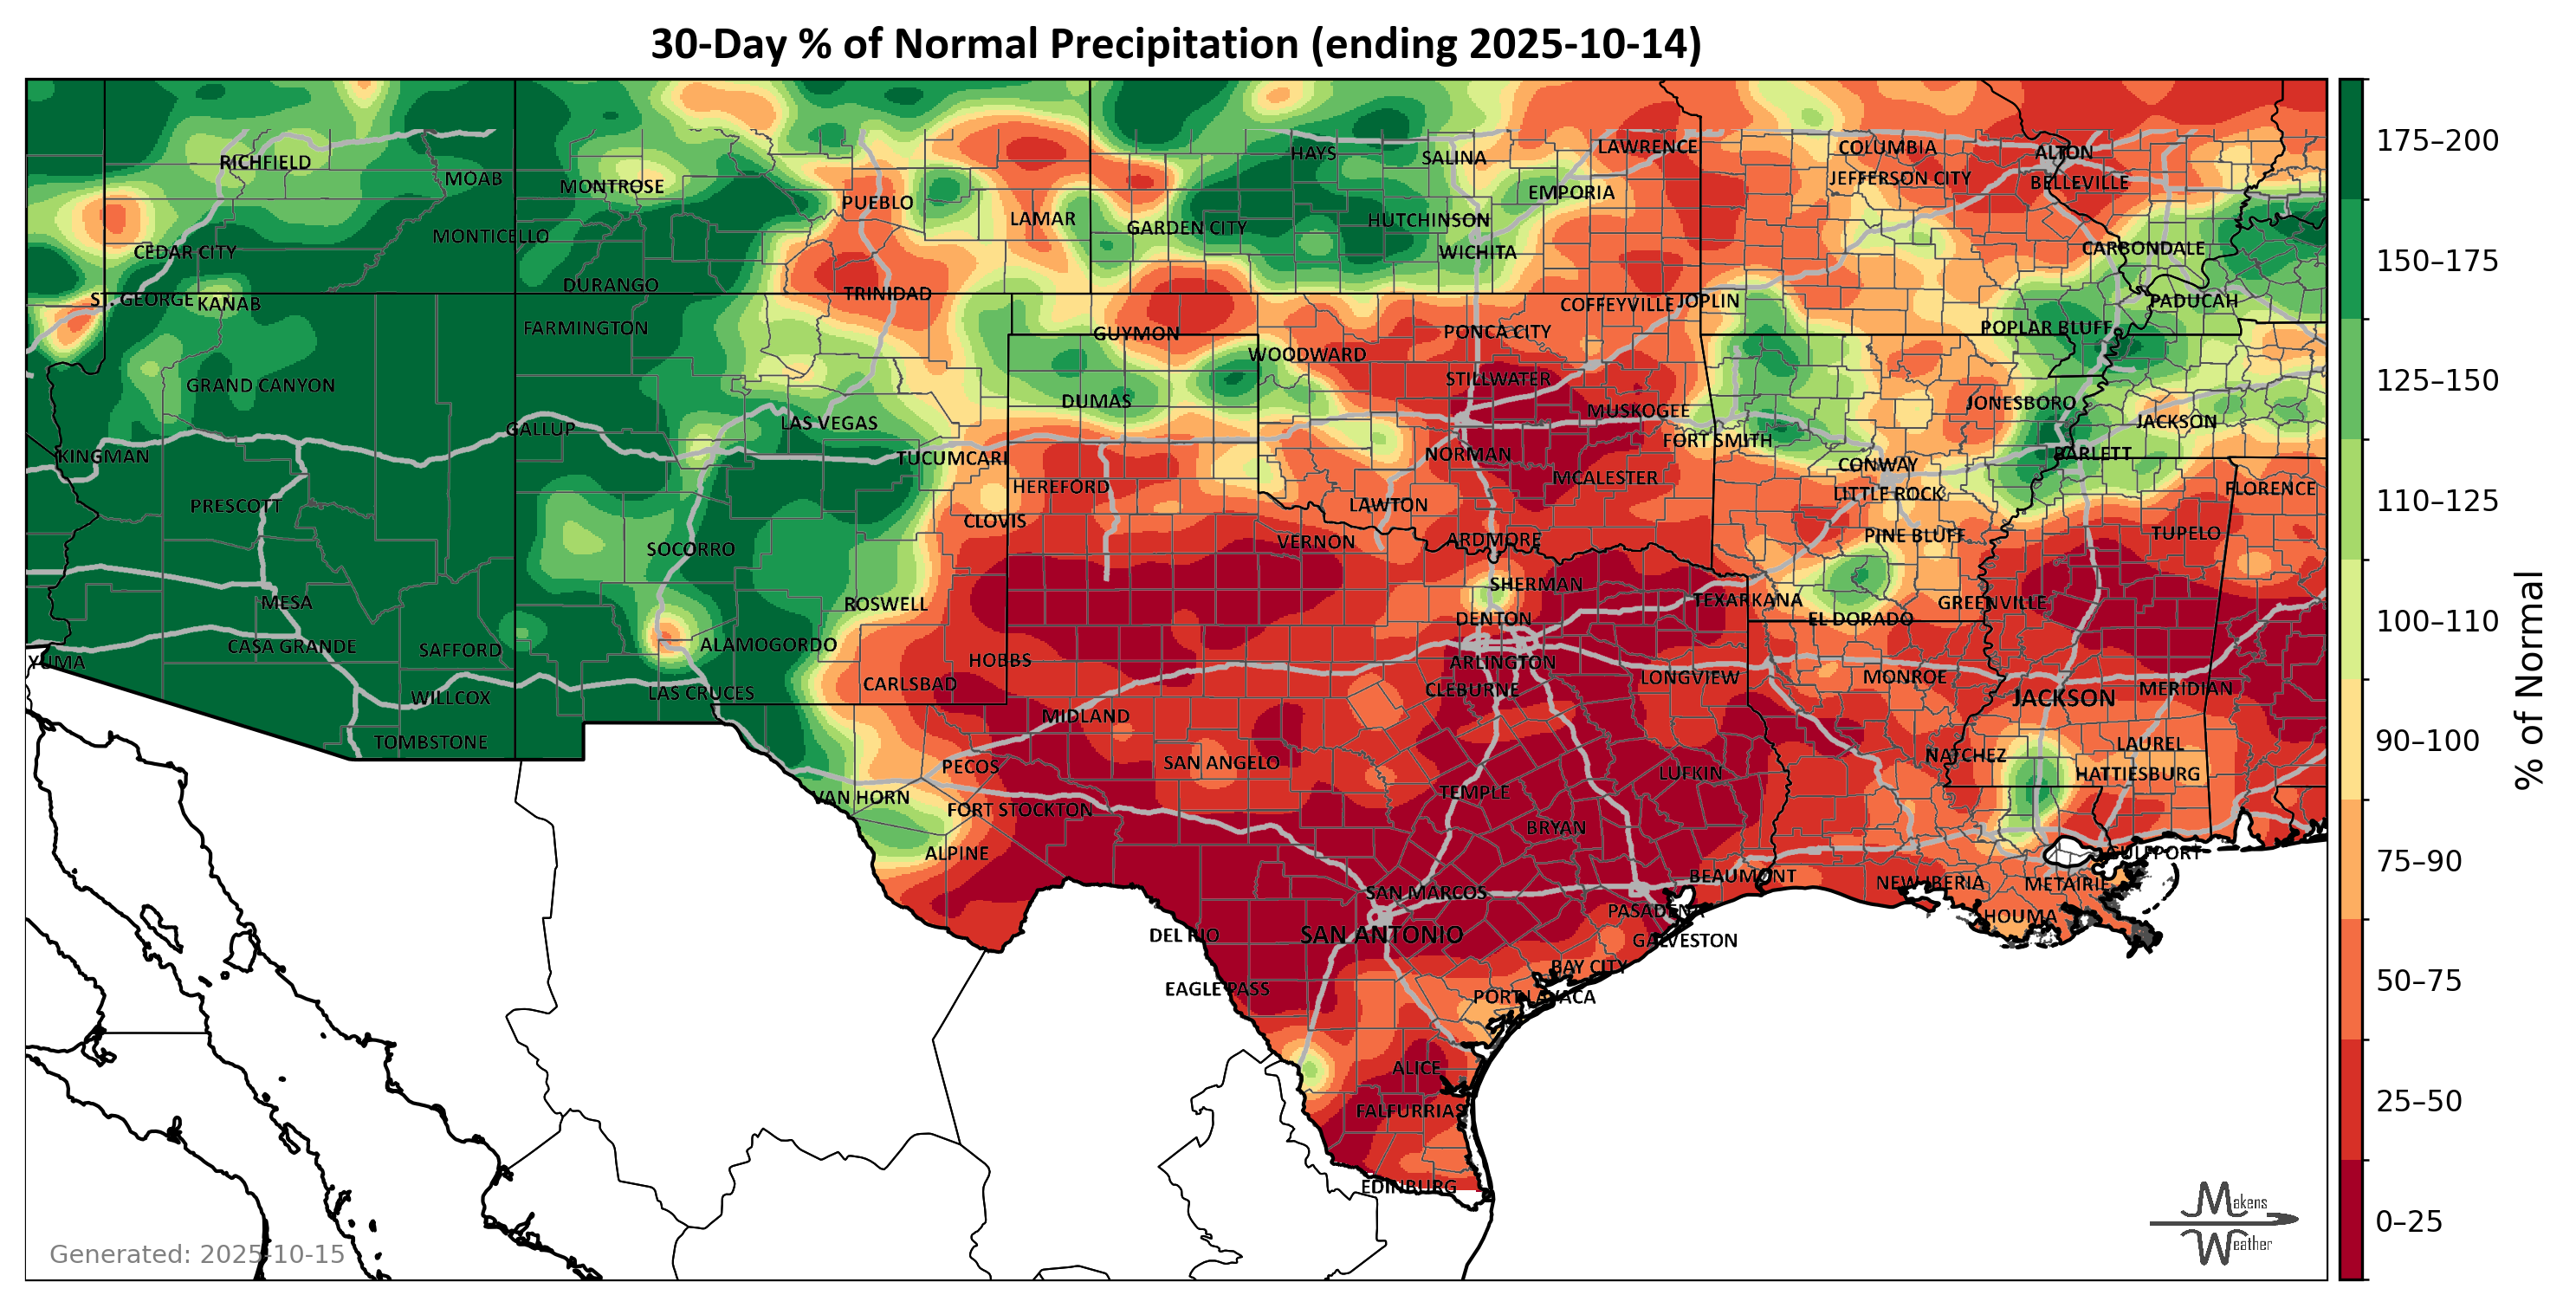 30-Day % of Normal Precipitation (ending 2025-10-14)
HAYS
SALINA
LAWRENCE
COLUMBIA
ALTON
RICHFIELD
MOAB
MONTROSE
EMPORIA
JEFFERSON CITY
BELLEVILLE
PUEBLO
LAMAR
GARDEN CITY
HUTCHINSON
MONTICELLO
CEDAR CITY
WICHITA
CARBONDALE
DURANGO
TRINIDAD
ST. GEORGE
KANAB
COFFEYVILLE
JOPLIN
PADUCAH
FARMINGTON
GUYMON
PONCA CITY
POPLAR BLUFF
WOODWARD
GRAND CANYON
STILLWATER
DUMAS
MUSKOGEE
JONESBORO
JACKSON
GALLUP
LAS VEGAS
FORT SMITH
KINGMAN
TUCUMCARI
NORMAN
BARLETT
CONWAY
MCALESTER
HEREFORD
LITTLE ROCK
FLORENCE
PRESCOTT
LAWTON
CLOVIS
PINE BLUFF
TUPELO
SOCORRO
VERNON
ARDMORE
SHERMAN
MESA
ROSWELL
TEXARKANA
GREENVILLE
DENTON
EL DORADO
CASA GRANDE
SAFFORD
ALAMOGORDO
YUMA
HOBBS
ARLINGTON
CARLSBAD
CLEBURNE
LONGVIEW
MONROE
WILLCOX
LAS CRUCES
JACKSON
MERIDIAN
MIDLAND
TOMBSTONE
NATCHEZ
LAUREL
PECOS
SAN ANGELO
LUFKIN
HATTIESBURG
VAN HORN
FORT STOCKTON
TEMPLE
BRYAN
ALPINE
GULFPORT
SAN MARCOS
BEAUMONT
NEW IBERIA
METAIRIE
PASADENA
HOUMA
DEL RIO
SAN ANTONIO
GALVESTON
BAY CITY
EAGLE PASS
PORT LAVACA
ALICE
FALFURRIAS
EDINBURG
175–200
150–175
125–150
110–125
100–110
90–100
75–90
50–75
25–50
0–25
% of Normal
Generated: 2025-10-15
Makens
Weather